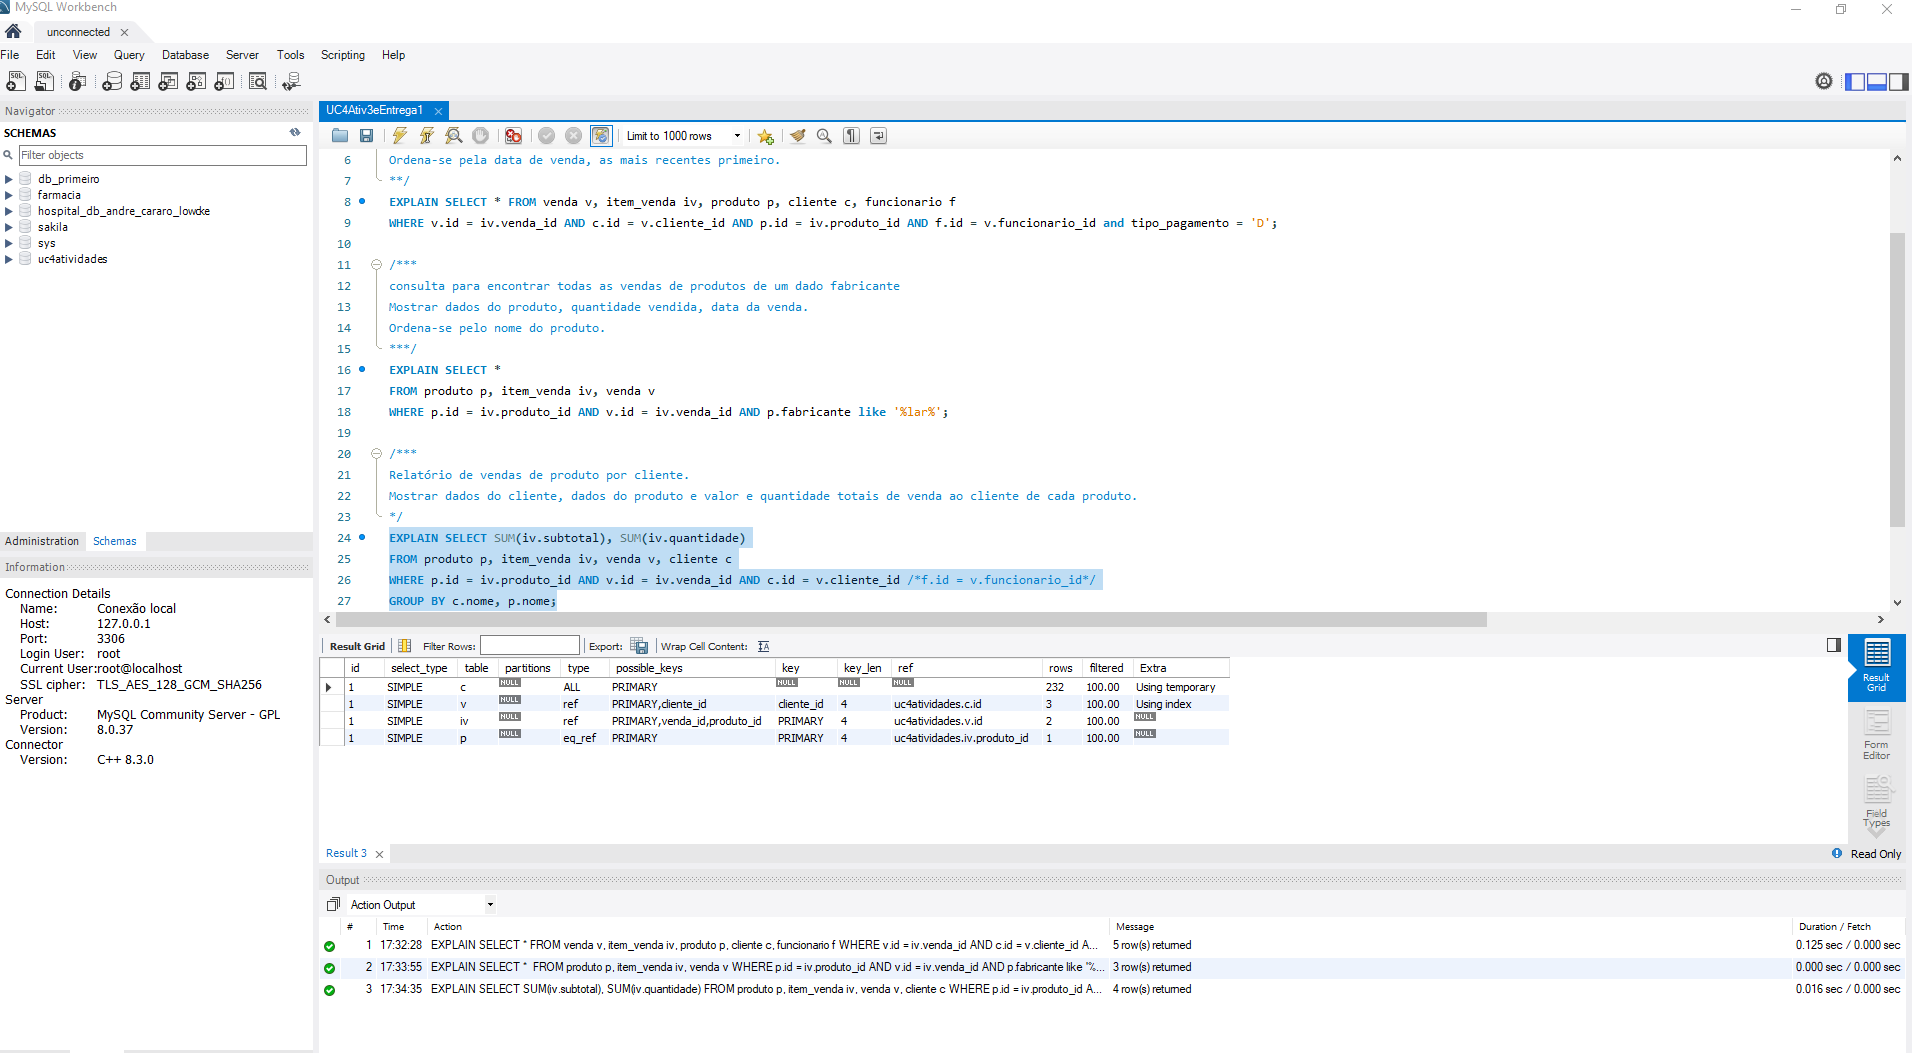 MySQL Workbench
unconnected
File Edit View Query Database Server Tools Scripting Help
Navigator
SCHEMAS
Filter objects
db_primeiro
farmacia
hospital_db_andre_cararo_lowcke
sakila
sys
uc4atividades
Administration Schemas
Information
Connection Details
Name: Conexão local
Host: 127.0.0.1
Port: 3306
Login User: root
Current User:root@localhost
SSL cipher: TLS_AES_128_GCM_SHA256
Server
Product: MySQL Community Server - GPL
Version: 8.0.37
Connector
Version: C++ 8.3.0
UC4Ativ3eEntrega1
Limit to 1000 rows
6 Ordena-se pela data de venda, as mais recentes primeiro.
7 **/
8 EXPLAIN SELECT * FROM venda v, item_venda iv, produto p, cliente c, funcionario f
9 WHERE v.id = iv.venda_id AND c.id = v.cliente_id AND p.id = iv.produto_id AND f.id = v.funcionario_id and tipo_pagamento = 'D';
10
11 /***
12 consulta para encontrar todas as vendas de produtos de um dado fabricante
13 Mostrar dados do produto, quantidade vendida, data da venda.
14 Ordena-se pelo nome do produto.
15 ***/
16 EXPLAIN SELECT *
17 FROM produto p, item_venda iv, venda v
18 WHERE p.id = iv.produto_id AND v.id = iv.venda_id AND p.fabricante like '%lar%';
19
20 /***
21 Relatório de vendas de produto por cliente.
22 Mostrar dados do cliente, dados do produto e valor e quantidade totais de venda ao cliente de cada produto.
23 */
24 EXPLAIN SELECT SUM(iv.subtotal), SUM(iv.quantidade)
25 FROM produto p, item_venda iv, venda v, cliente c
26 WHERE p.id = iv.produto_id AND v.id = iv.venda_id AND c.id = v.cliente_id /*f.id = v.funcionario_id*/
27 GROUP BY c.nome, p.nome;
Result Grid Filter Rows: Export: Wrap Cell Content:
id select_type table partitions type possible_keys key key_len ref rows filtered Extra
1 SIMPLE c NULL ALL PRIMARY NULL NULL NULL 232 100.00 Using temporary
1 SIMPLE v NULL ref PRIMARY,cliente_id cliente_id 4 uc4atividades.c.id 3 100.00 Using index
1 SIMPLE iv NULL ref PRIMARY,venda_id,produto_id PRIMARY 4 uc4atividades.v.id 2 100.00 NULL
1 SIMPLE p NULL eq_ref PRIMARY PRIMARY 4 uc4atividades.iv.produto_id 1 100.00 NULL
Result Grid
Form Editor
Field Types
Result 3
Read Only
Output
Action Output
# Time Action Message Duration / Fetch
1 17:32:28 EXPLAIN SELECT * FROM venda v, item_venda iv, produto p, cliente c, funcionario f WHERE v.id = iv.venda_id AND c.id = v.cliente_id A... 5 row(s) returned 0.125 sec / 0.000 sec
2 17:33:55 EXPLAIN SELECT * FROM produto p, item_venda iv, venda v WHERE p.id = iv.produto_id AND v.id = iv.venda_id AND p.fabricante like '%... 3 row(s) returned 0.000 sec / 0.000 sec
3 17:34:35 EXPLAIN SELECT SUM(iv.subtotal), SUM(iv.quantidade) FROM produto p, item_venda iv, venda v, cliente c WHERE p.id = iv.produto_id A... 4 row(s) returned 0.016 sec / 0.000 sec